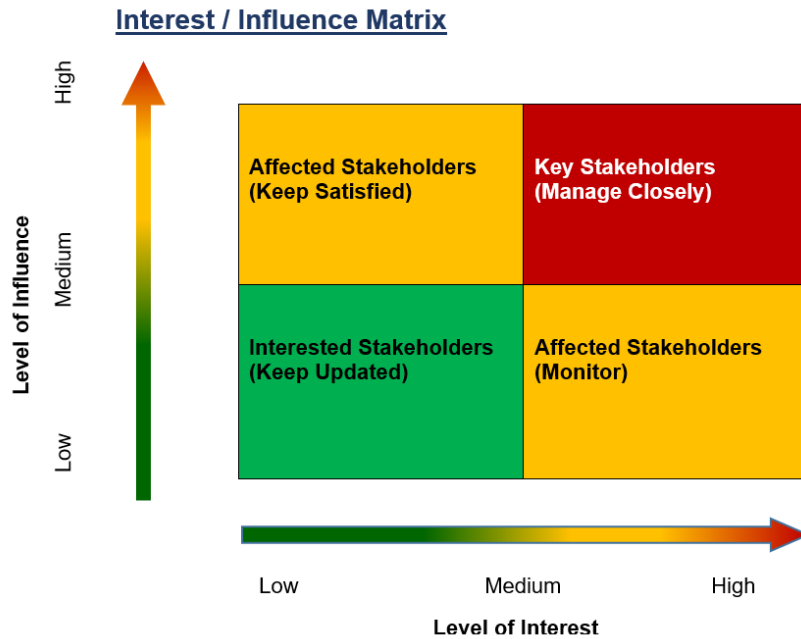 Interest / Influence Matrix
High
Medium
Low
Level of Influence
Affected Stakeholders
(Keep Satisfied)
Key Stakeholders
(Manage Closely)
Interested Stakeholders
(Keep Updated)
Affected Stakeholders
(Monitor)
Low
Medium
High
Level of Interest